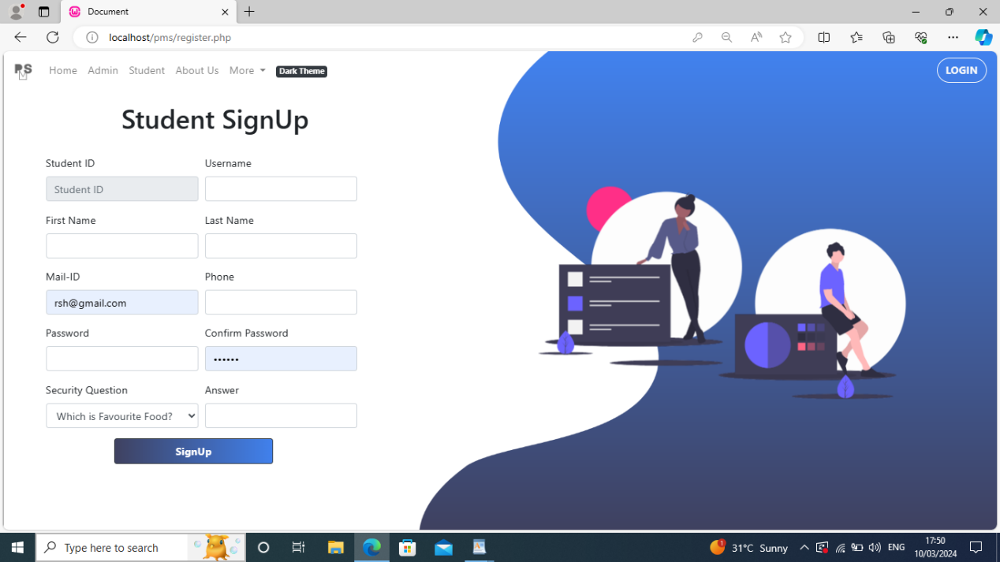 Document
localhost/pms/register.php
PS M Home Admin Student About Us More Dark Theme LOGIN
Student SignUp
Student ID Username
Student ID
First Name Last Name
Mail-ID Phone
rsh@gmail.com
Password Confirm Password
••••••
Security Question Answer
Which is Favourite Food?
SignUp
Type here to search
1 31°C Sunny ENG 17:50
10/03/2024